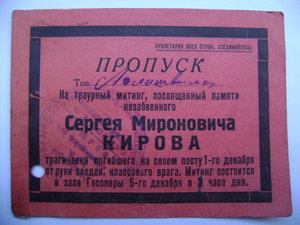 ПРОЛЕТАРИИ ВСЕХ СТРАН, СОЕДИНЯЙТЕСЬ!
ПРОПУСК
Тов.
На траурный митинг, посвященный памяти
незабвенного
Сергея Мироновича
КИРОВА
трагически погибшего на своем посту 1-го декабря
от руки злодея, классового врага. Митинг состоится
в зале Госоперы 6-го декабря в 3 часа дня.